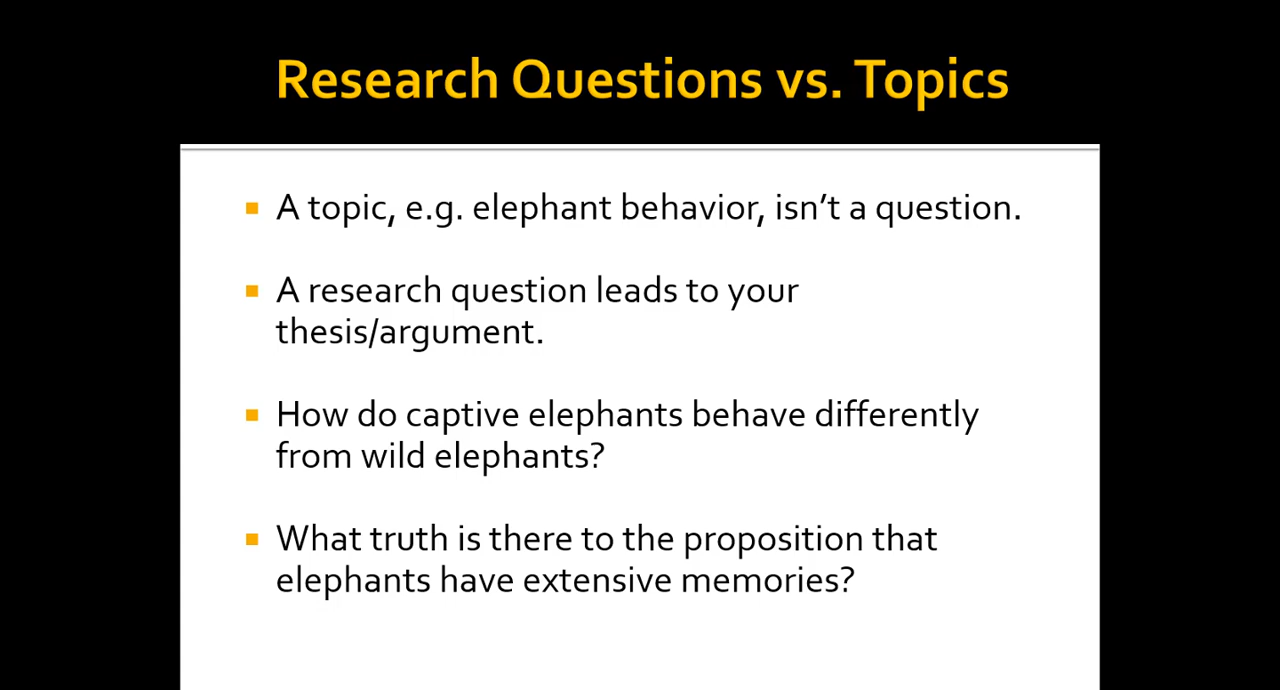 Research Questions vs. Topics
▪ A topic, e.g. elephant behavior, isn’t a question.
▪ A research question leads to your
thesis/argument.
▪ How do captive elephants behave differently
from wild elephants?
▪ What truth is there to the proposition that
elephants have extensive memories?